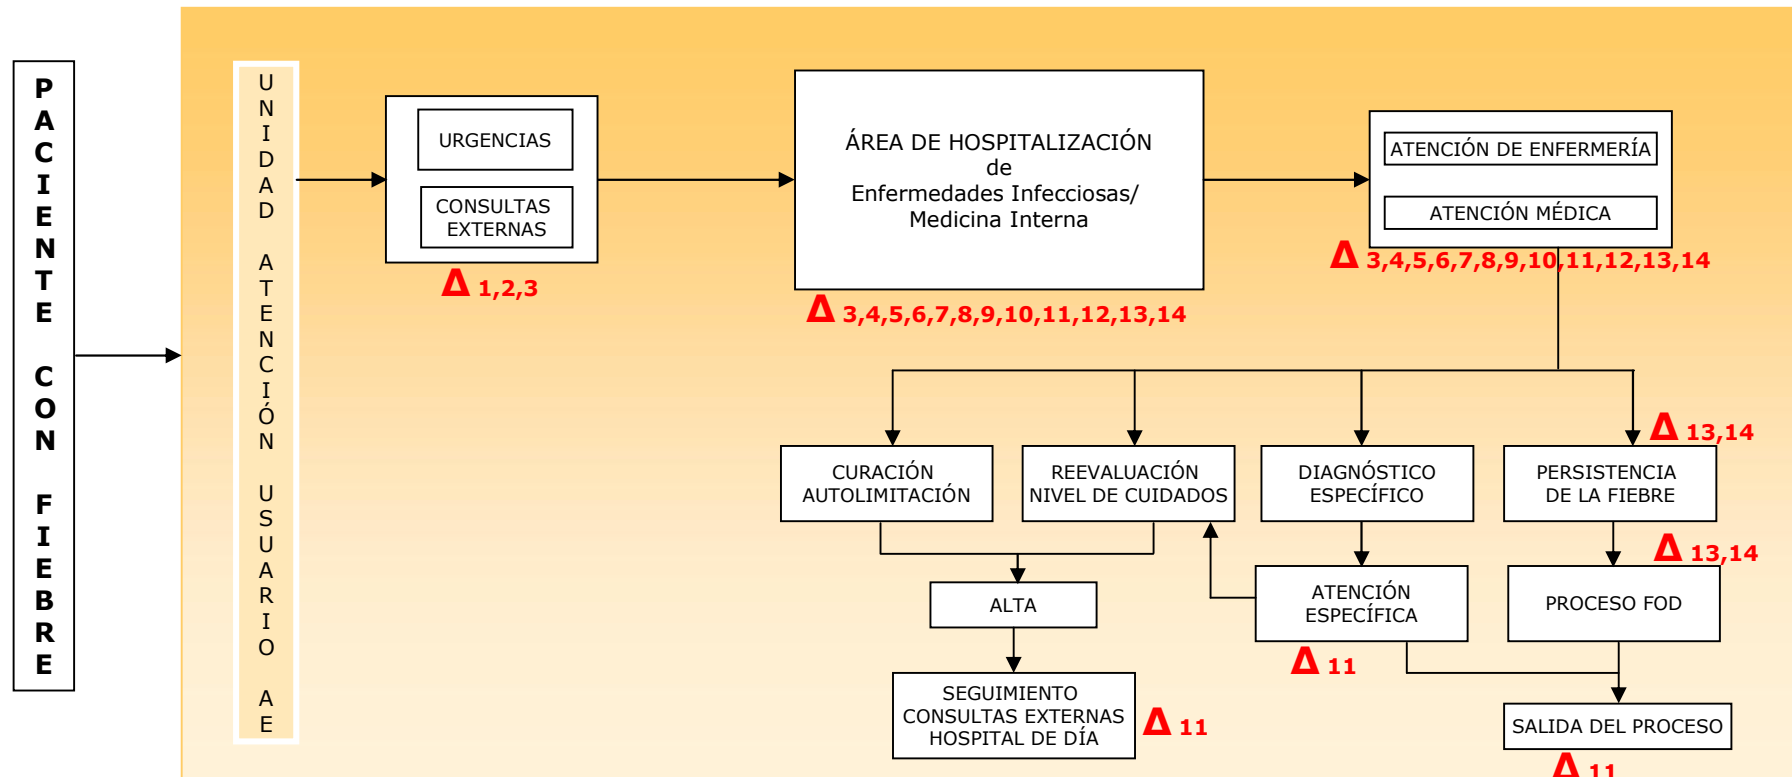 PACIENTE CON FIEBRE
UNIDAD ATENCIÓN USUARIO AE
URGENCIAS
CONSULTAS
EXTERNAS
Δ 1,2,3
ÁREA DE HOSPITALIZACIÓN
de
Enfermedades Infecciosas/
Medicina Interna
Δ 3,4,5,6,7,8,9,10,11,12,13,14
ATENCIÓN DE ENFERMERÍA
ATENCIÓN MÉDICA
Δ 3,4,5,6,7,8,9,10,11,12,13,14
CURACIÓN
AUTOLIMITACIÓN
REEVALUACIÓN
NIVEL DE CUIDADOS
DIAGNÓSTICO
ESPECÍFICO
Δ 13,14
PERSISTENCIA
DE LA FIEBRE
Δ 13,14
ALTA
ATENCIÓN
ESPECÍFICA
Δ 11
PROCESO FOD
SEGUIMIENTO
CONSULTAS EXTERNAS
HOSPITAL DE DÍA
Δ 11
SALIDA DEL PROCESO
Δ 11